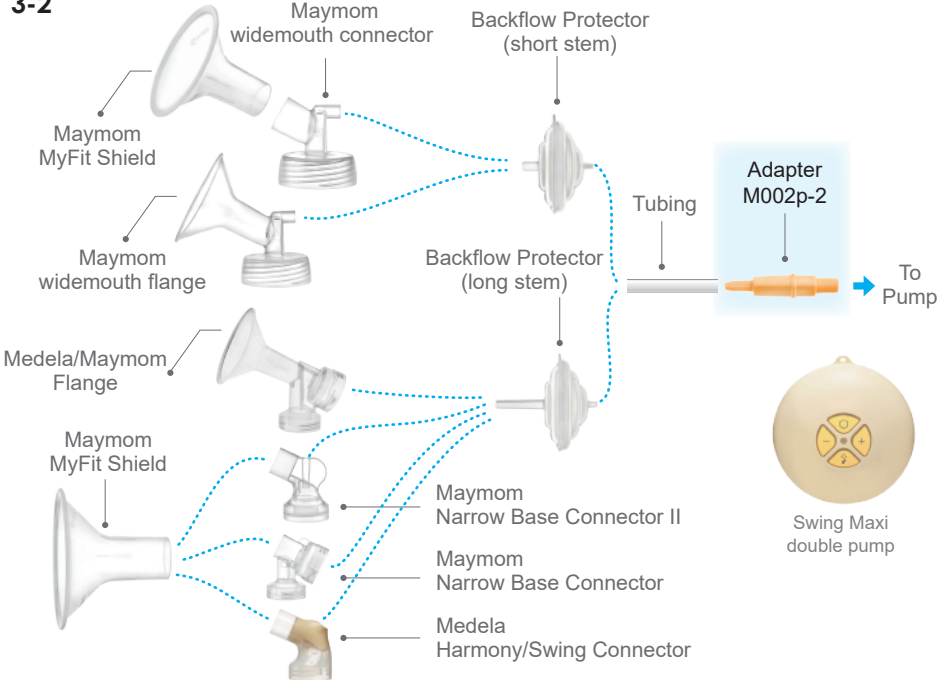 3-2
Maymom
widemouth connector
Backflow Protector
(short stem)
Maymom
MyFit Shield
Adapter
M002p-2
Tubing
Maymom
widemouth flange
Backflow Protector
(long stem)
To
Pump
Medela/Maymom
Flange
Maymom
MyFit Shield
Maymom
Narrow Base Connector II
Swing Maxi
double pump
Maymom
Narrow Base Connector
Medela
Harmony/Swing Connector